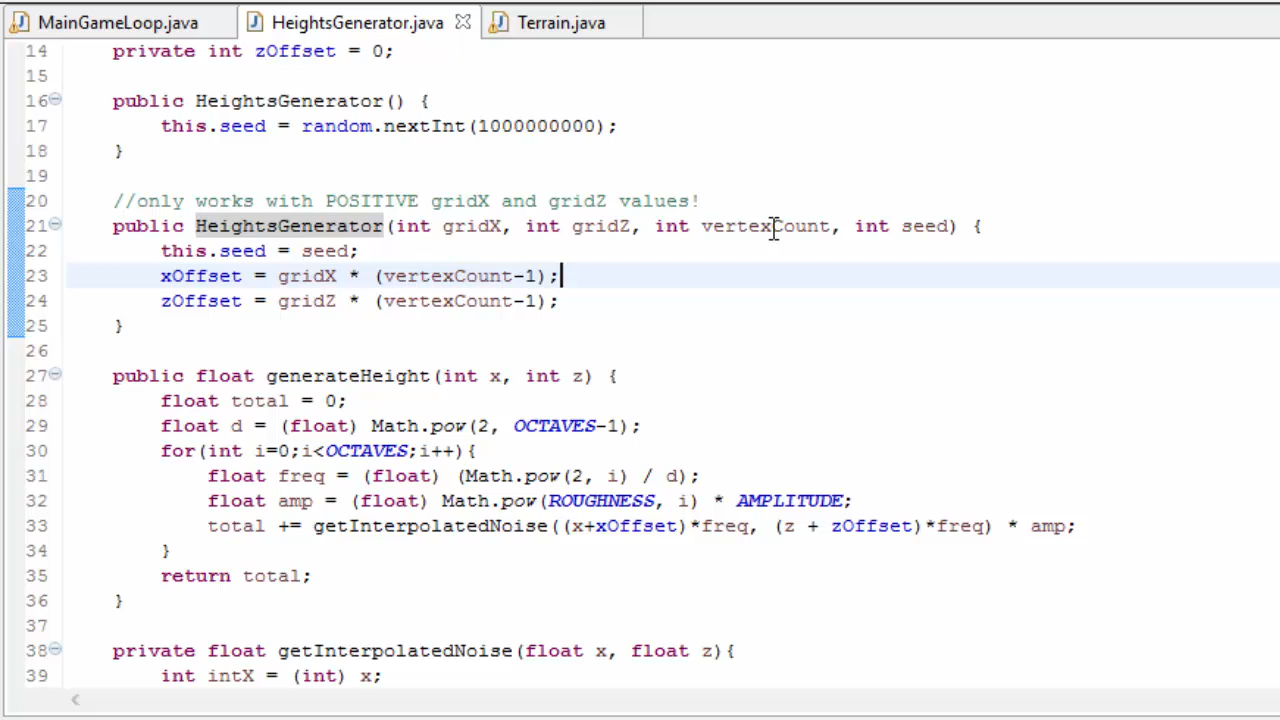 MainGameLoop.java HeightsGenerator.java Terrain.java
14 private int zOffset = 0;
15
16 public HeightsGenerator() {
17 this.seed = random.nextInt(1000000000);
18 }
19
20 //only works with POSITIVE gridX and gridZ values!
21 public HeightsGenerator(int gridX, int gridZ, int vertexCount, int seed) {
22 this.seed = seed;
23 xOffset = gridX * (vertexCount-1);
24 zOffset = gridZ * (vertexCount-1);
25 }
26
27 public float generateHeight(int x, int z) {
28 float total = 0;
29 float d = (float) Math.pow(2, OCTAVES-1);
30 for(int i=0;i<OCTAVES;i++){
31 float freq = (float) (Math.pow(2, i) / d);
32 float amp = (float) Math.pow(ROUGHNESS, i) * AMPLITUDE;
33 total += getInterpolatedNoise((x+xOffset)*freq, (z + zOffset)*freq) * amp;
34 }
35 return total;
36 }
37
38 private float getInterpolatedNoise(float x, float z){
39 int intX = (int) x;